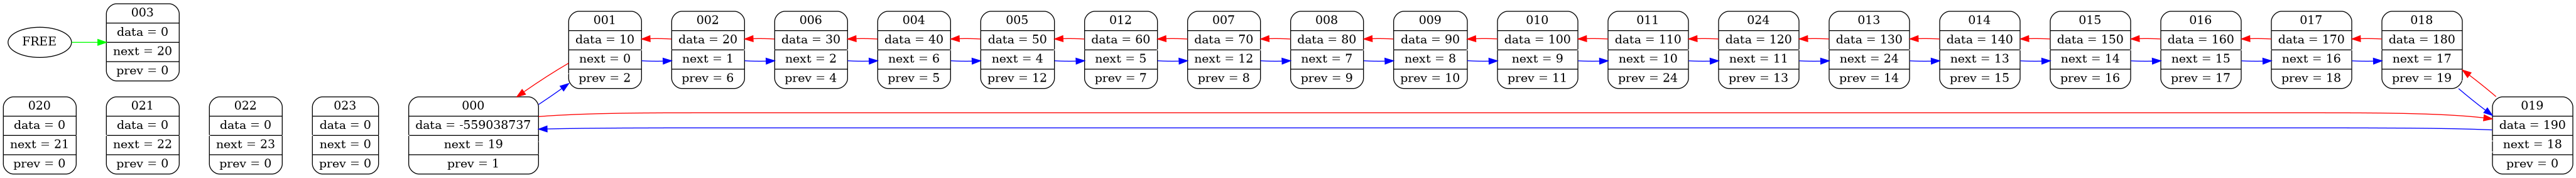 FREE
003
data = 0
next = 20
prev = 0
001
data = 10
next = 0
prev = 2
002
data = 20
next = 1
prev = 6
006
data = 30
next = 2
prev = 4
004
data = 40
next = 6
prev = 5
005
data = 50
next = 4
prev = 12
012
data = 60
next = 5
prev = 7
007
data = 70
next = 12
prev = 8
008
data = 80
next = 7
prev = 9
009
data = 90
next = 8
prev = 10
010
data = 100
next = 9
prev = 11
011
data = 110
next = 10
prev = 24
024
data = 120
next = 11
prev = 13
013
data = 130
next = 24
prev = 14
014
data = 140
next = 13
prev = 15
015
data = 150
next = 14
prev = 16
016
data = 160
next = 15
prev = 17
017
data = 170
next = 16
prev = 18
018
data = 180
next = 17
prev = 19
020
data = 0
next = 21
prev = 0
021
data = 0
next = 22
prev = 0
022
data = 0
next = 23
prev = 0
023
data = 0
next = 0
prev = 0
000
data = -559038737
next = 19
prev = 1
019
data = 190
next = 18
prev = 0